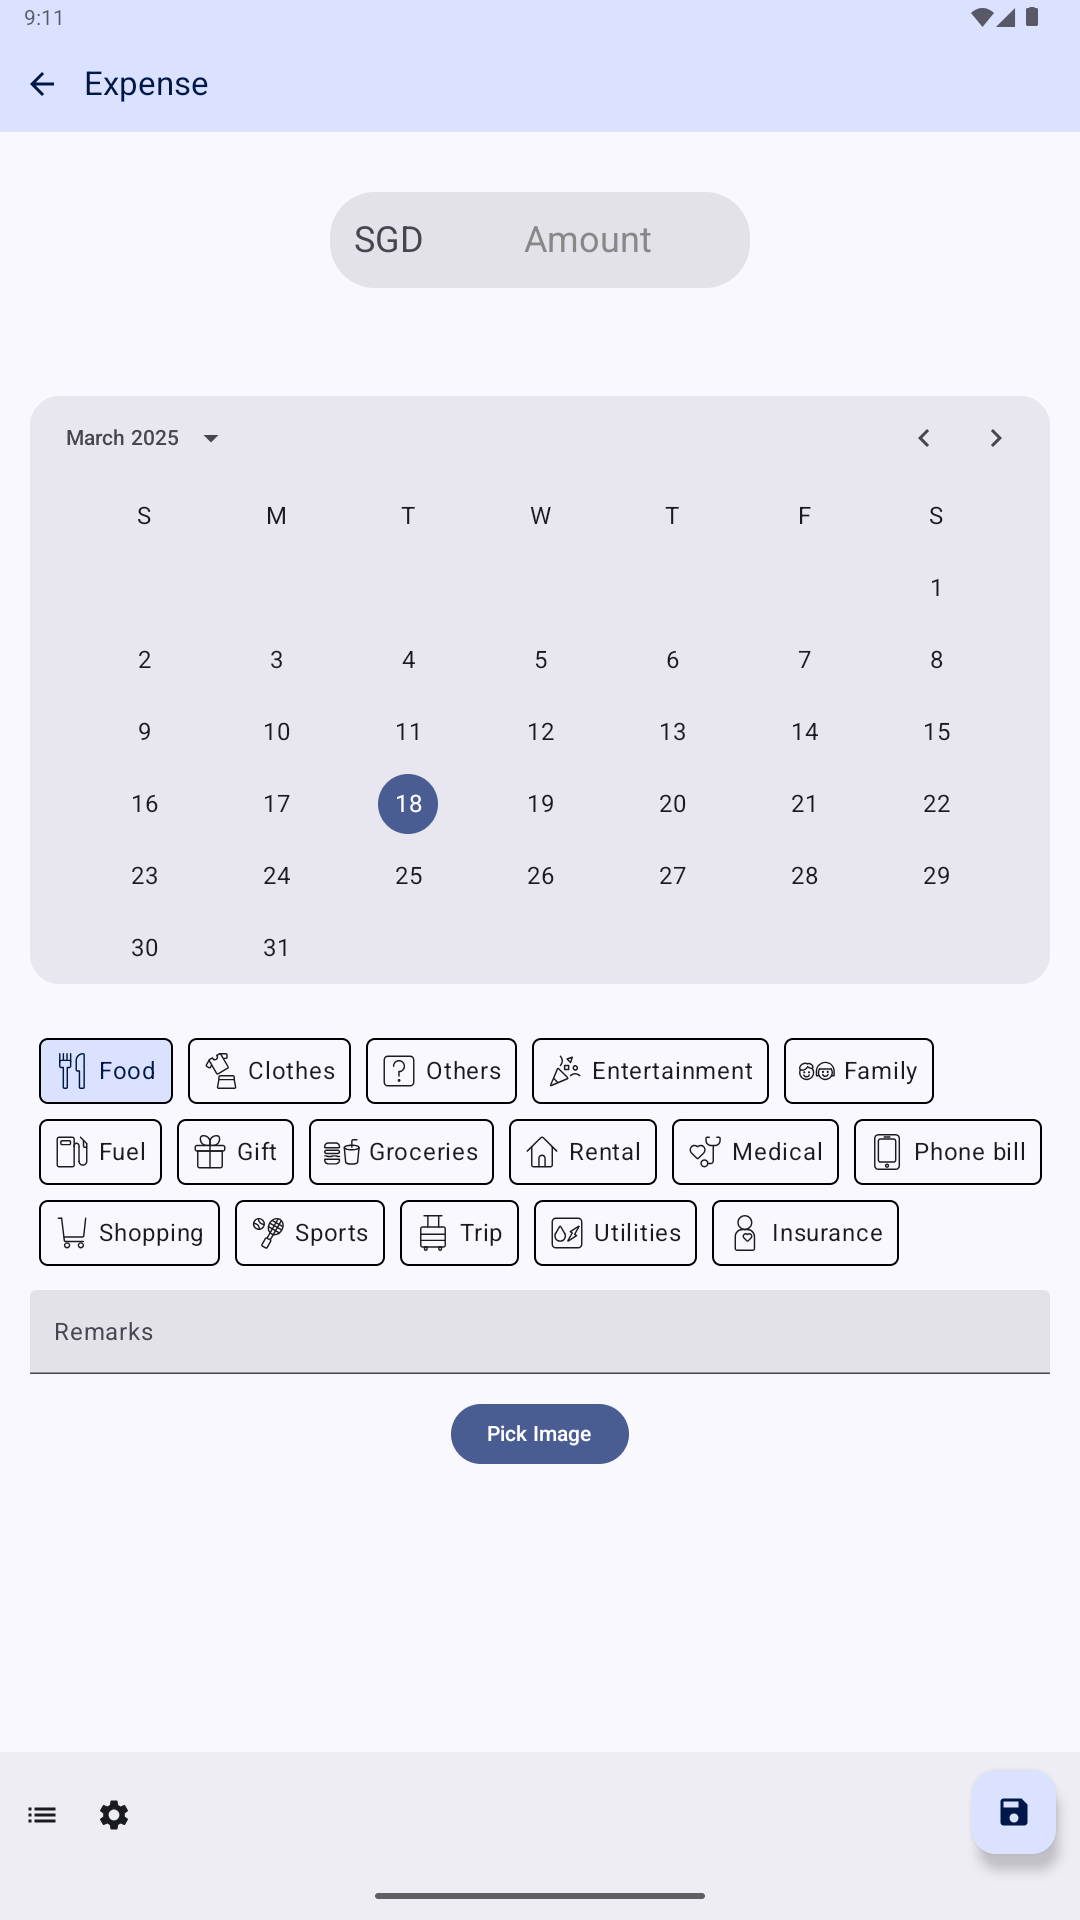 9:11
Expense
SGD Amount
March 2025
S M T W T F S
1
2 3 4 5 6 7 8
9 10 11 12 13 14 15
16 17 18 19 20 21 22
23 24 25 26 27 28 29
30 31
Food Clothes Others Entertainment Family
Fuel Gift Groceries Rental Medical Phone bill
Shopping Sports Trip Utilities Insurance
Remarks
Pick Image